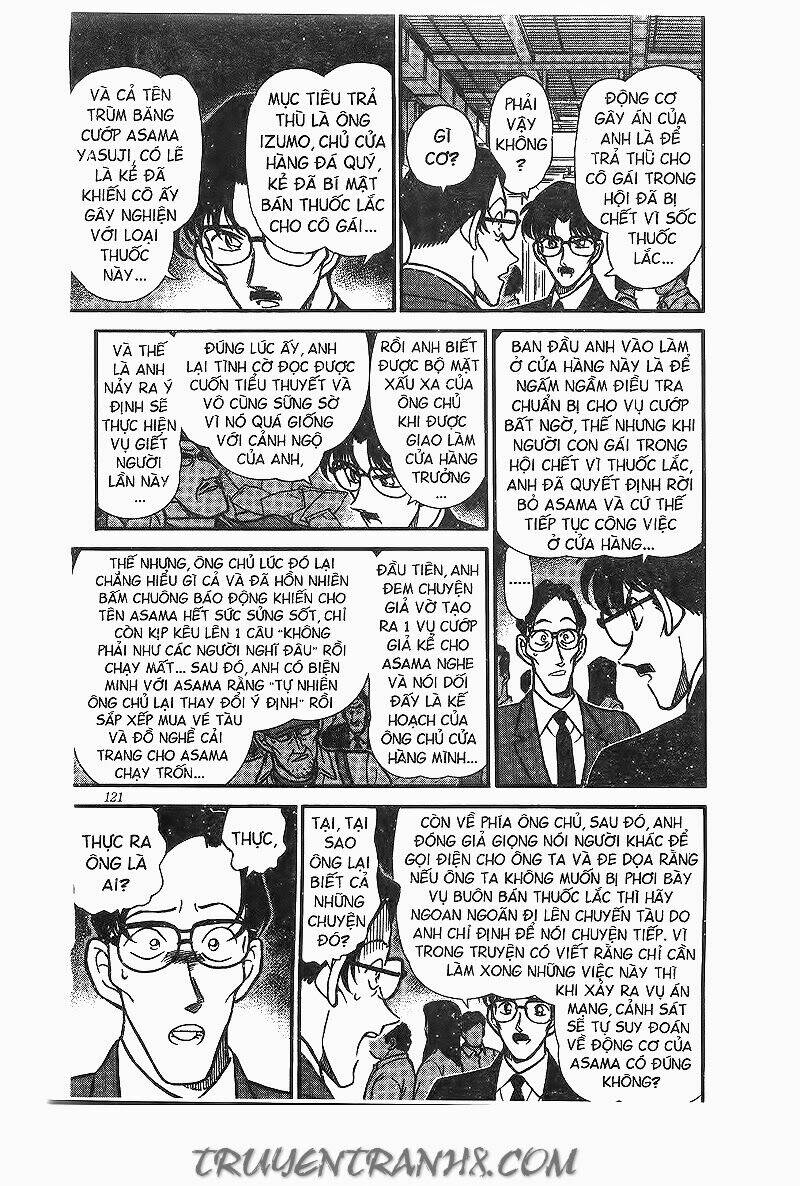 ĐỘNG CƠ
GÂY ÁN CỦA
ANH LÀ ĐỂ
TRẢ THÙ CHO
CÔ GÁI TRONG
HỘI ĐÃ BỊ
CHẾT VÌ SỐC
THUỐC
LẮC...
PHẢI
VẬY
KHÔNG
?
GÌ
CƠ?
MỤC TIÊU TRẢ
THÙ LÀ ÔNG
IZUMO, CHỦ CỬA
HÀNG ĐÁ QUÝ,
KẺ ĐÃ BÍ MẬT
BÁN THUỐC LẮC
CHO CÔ GÁI...
VÀ CẢ TÊN
TRÙM BĂNG
CƯỚP ASAMA
YASUJI, CÓ LẼ
LÀ KẺ ĐÃ
KHIẾN CÔ ẤY
GÂY NGHIỆN
VỚI LOẠI
THUỐC
NÀY...
BAN ĐẦU ANH VÀO LÀM
Ở CỬA HÀNG NÀY LÀ ĐỂ
NGẤM NGẦM ĐIỀU TRA
CHUẨN BỊ CHO VỤ CƯỚP
BẤT NGỜ, THẾ NHƯNG KHI
NGƯỜI CON GÁI TRONG
HỘI CHẾT VÌ THUỐC LẮC,
ANH ĐÃ QUYẾT ĐỊNH RỜI
BỎ ASAMA VÀ CỨ THẾ
TIẾP TỤC CÔNG VIỆC
Ở CỬA HÀNG...
......
RỒI ANH BIẾT
ĐƯỢC BỘ MẶT
XẤU XA CỦA
ÔNG CHỦ
KHI ĐƯỢC
GIAO LÀM
CỬA HÀNG
TRƯỞNG
...
ĐÚNG LÚC ẤY, ANH
LẠI TÌNH CỜ ĐỌC ĐƯỢC
CUỐN TIỂU THUYẾT VÀ
VÔ CÙNG SỮNG SỜ
VÌ NÓ QUÁ GIỐNG
VỚI CẢNH NGỘ
CỦA ANH,
VÀ THẾ
LÀ ANH
NẢY RA Ý
ĐỊNH SẼ
THỰC HIỆN
VỤ GIẾT
NGƯỜI
LẦN NÀY
...
ĐẦU TIÊN, ANH
ĐEM CHUYỆN
GIẢ VỜ TẠO
RA 1 VỤ CƯỚP
GIẢ KỂ CHO
ASAMA NGHE
VÀ NÓI DỐI
ĐẤY LÀ KẾ
HOẠCH CỦA
ÔNG CHỦ CỬA
HÀNG MÌNH...
THẾ NHƯNG, ÔNG CHỦ LÚC ĐÓ LẠI
CHẲNG HIỂU GÌ CẢ VÀ ĐÃ HỒN NHIÊN
BẤM CHUÔNG BÁO ĐỘNG KHIẾN CHO
TÊN ASAMA HẾT SỨC SỬNG SỐT, CHỈ
CÒN KỊP KÊU LÊN 1 CÂU "KHÔNG
PHẢI NHƯ CÁC NGƯỜI NGHĨ ĐÂU" RỒI
CHẠY MẤT... SAU ĐÓ, ANH CÓ BIỆN
MINH VỚI ASAMA RẰNG "TỰ NHIÊN
ÔNG CHỦ LẠI THAY ĐỔI Ý ĐỊNH" RỒI
SẮP XẾP MUA VÉ TÀU
VÀ ĐỒ NGHỀ CẢI
TRANG CHO ASAMA
CHẠY TRỐN...
121
CÒN VỀ PHÍA ÔNG CHỦ, SAU ĐÓ, ANH
ĐÓNG GIẢ GIỌNG NÓI NGƯỜI KHÁC ĐỂ
GỌI ĐIỆN CHO ÔNG TA VÀ ĐE DỌA RẰNG
NẾU ÔNG TA KHÔNG MUỐN BỊ PHƠI BÀY
VỤ BUÔN BÁN THUỐC LẮC THÌ HÃY
NGOAN NGOÃN ĐI LÊN CHUYẾN TÀU DO
ANH CHỈ ĐỊNH ĐỂ NÓI CHUYỆN TIẾP. VÌ
TRONG TRUYỆN CÓ VIẾT RẰNG CHỈ CẦN
LÀM XONG NHỮNG VIỆC NÀY THÌ
KHI XẢY RA VỤ ÁN
MẠNG, CẢNH SÁT
SẼ TỰ SUY ĐOÁN
VỀ ĐỘNG CƠ CỦA
ASAMA CÓ ĐÚNG
KHÔNG?
TẠI, TẠI
SAO
ÔNG LẠI
BIẾT CẢ
NHỮNG
CHUYỆN
ĐÓ?
THỰC,
THỰC RA
ÔNG LÀ
AI?
TRUYENTRANH8.COM